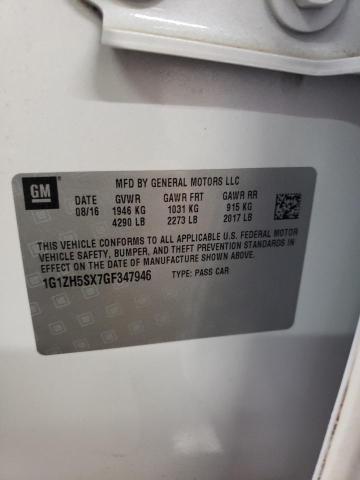 GM
MFD BY GENERAL MOTORS LLC
DATE GVWR GAWR FRT GAWR RR
08/16 1946 KG 1031 KG 915 KG
4290 LB 2273 LB 2017 LB
THIS VEHICLE CONFORMS TO ALL APPLICABLE U.S. FEDERAL MOTOR
VEHICLE SAFETY, BUMPER, AND THEFT PREVENTION STANDARDS IN
EFFECT ON THE DATE OF MANUFACTURE SHOWN ABOVE.
1G1ZH5SX7GF347946 TYPE: PASS CAR